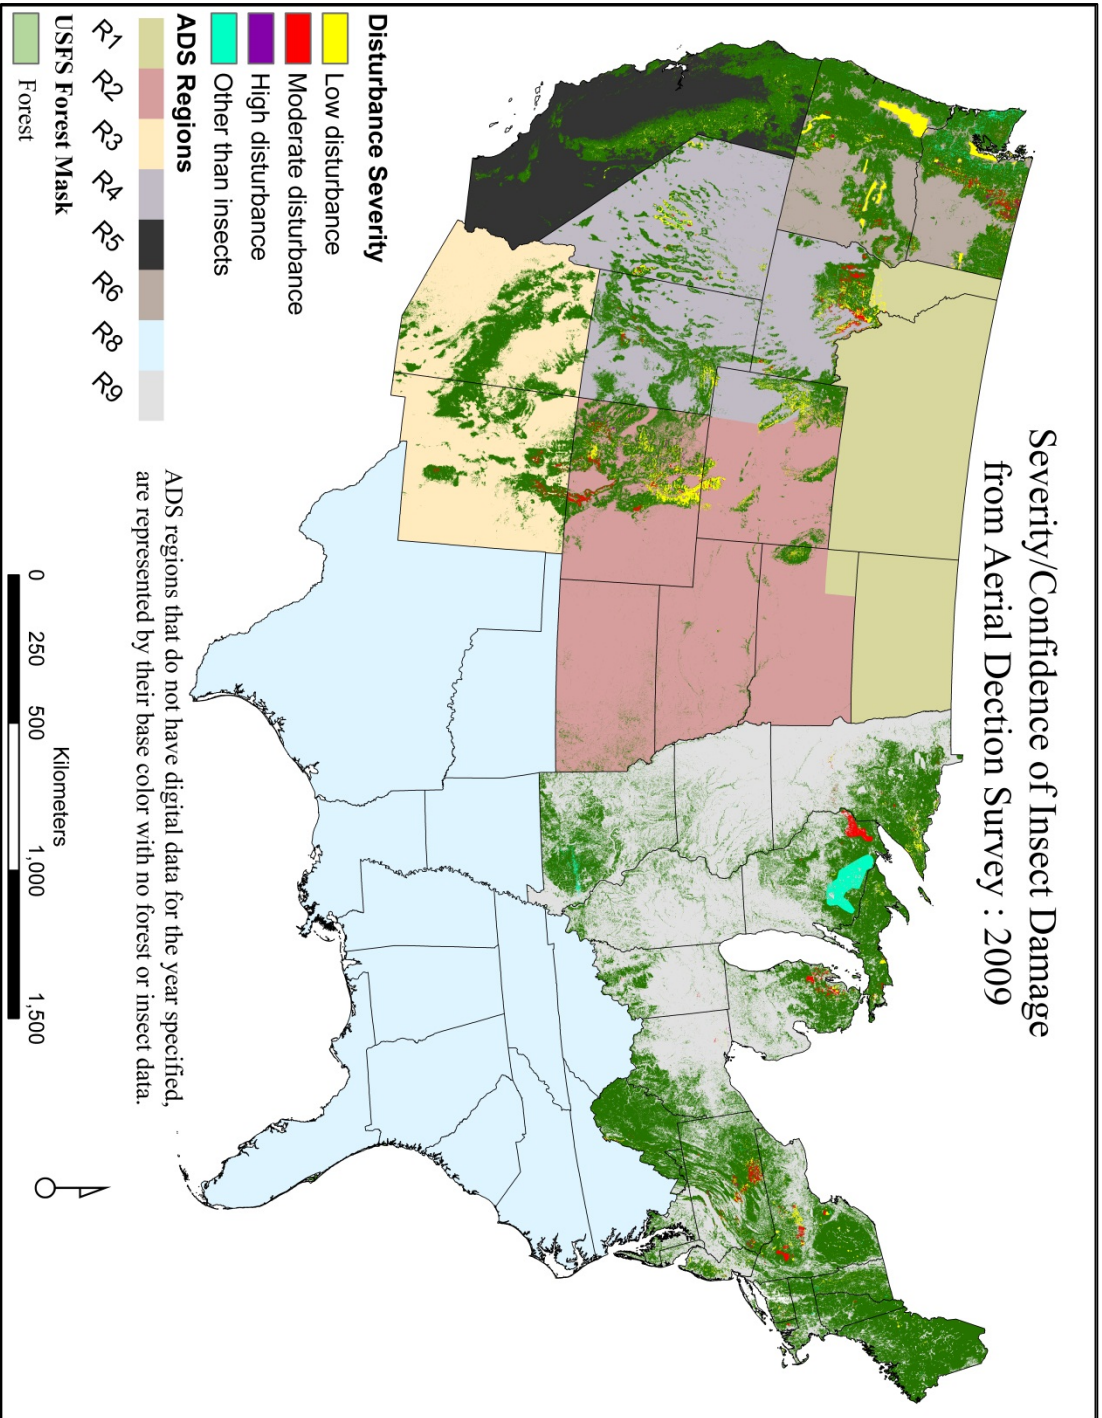 Severity/Confidence of Insect Damage
from Aerial Dection Survey : 2009
Disturbance Severity
Low disturbance
Moderate disturbance
High disturbance
Other than insects
ADS Regions
R1 R2 R3 R4 R5 R6 R8 R9
USFS Forest Mask
Forest
ADS regions that do not have digital data for the year specified,
are represented by their base color with no forest or insect data.
0 250 500 1,000 1,500
Kilometers